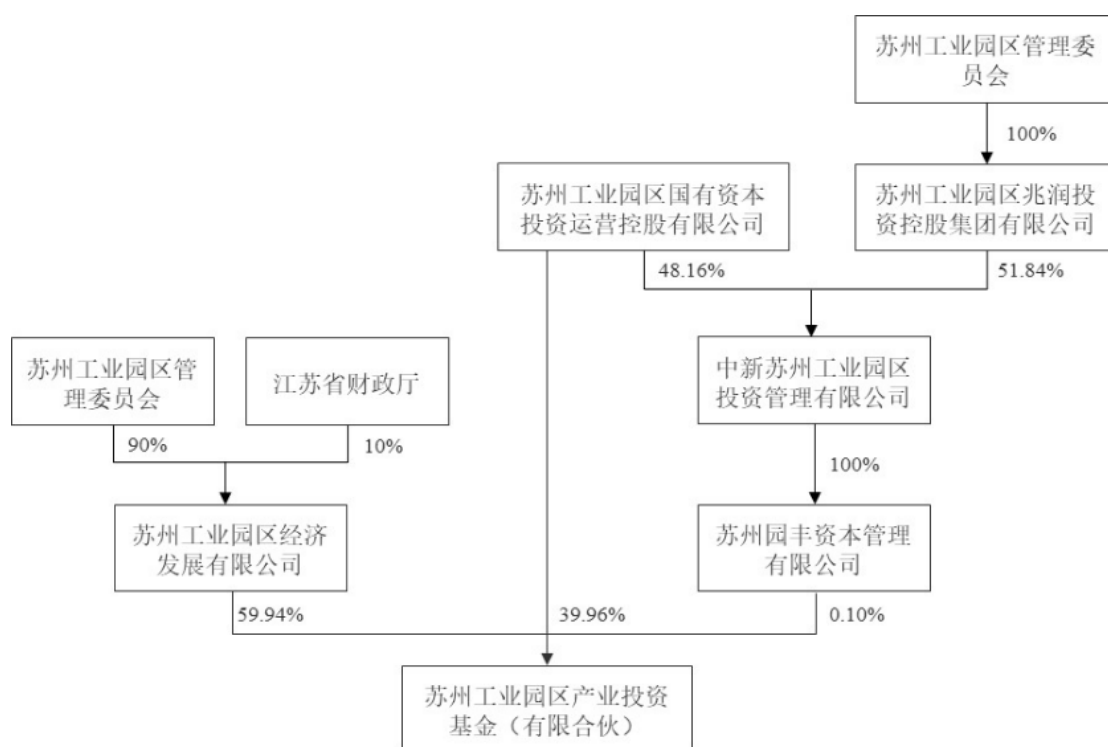 苏州工业园区管理委
员会
100%
苏州工业园区国有资本
投资运营控股有限公司
苏州工业园区兆润投
资控股集团有限公司
48.16%
51.84%
苏州工业园区管
理委员会
江苏省财政厅
中新苏州工业园区
投资管理有限公司
90%
10%
100%
苏州工业园区经济
发展有限公司
苏州园丰资本管理
有限公司
59.94%
39.96%
0.10%
苏州工业园区产业投资
基金（有限合伙）